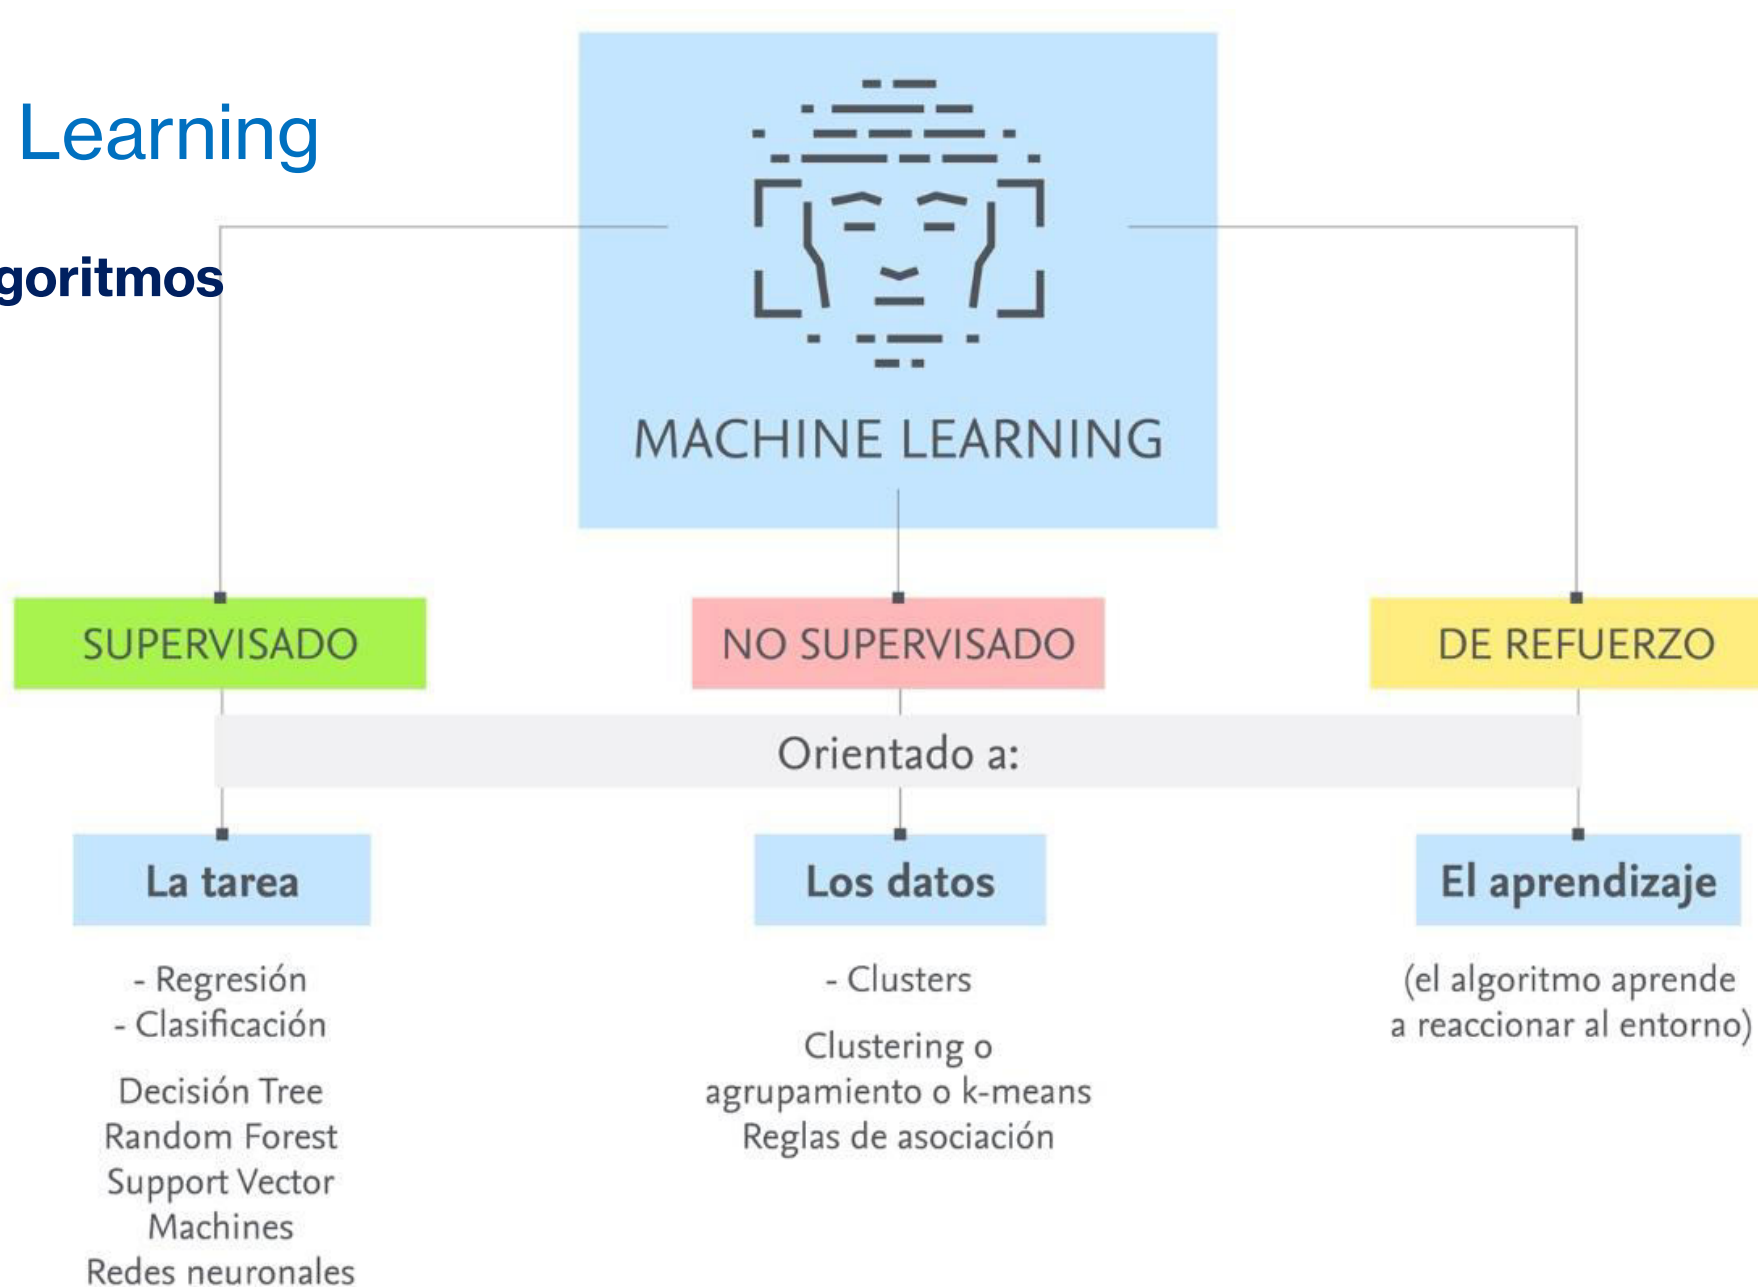 Learning
goritmos
MACHINE LEARNING
SUPERVISADO
NO SUPERVISADO
DE REFUERZO
Orientado a:
La tarea
- Regresión
- Clasificación
Decisión Tree
Random Forest
Support Vector
Machines
Redes neuronales
Los datos
- Clusters
Clustering o
agrupamiento o k-means
Reglas de asociación
El aprendizaje
(el algoritmo aprende
a reaccionar al entorno)